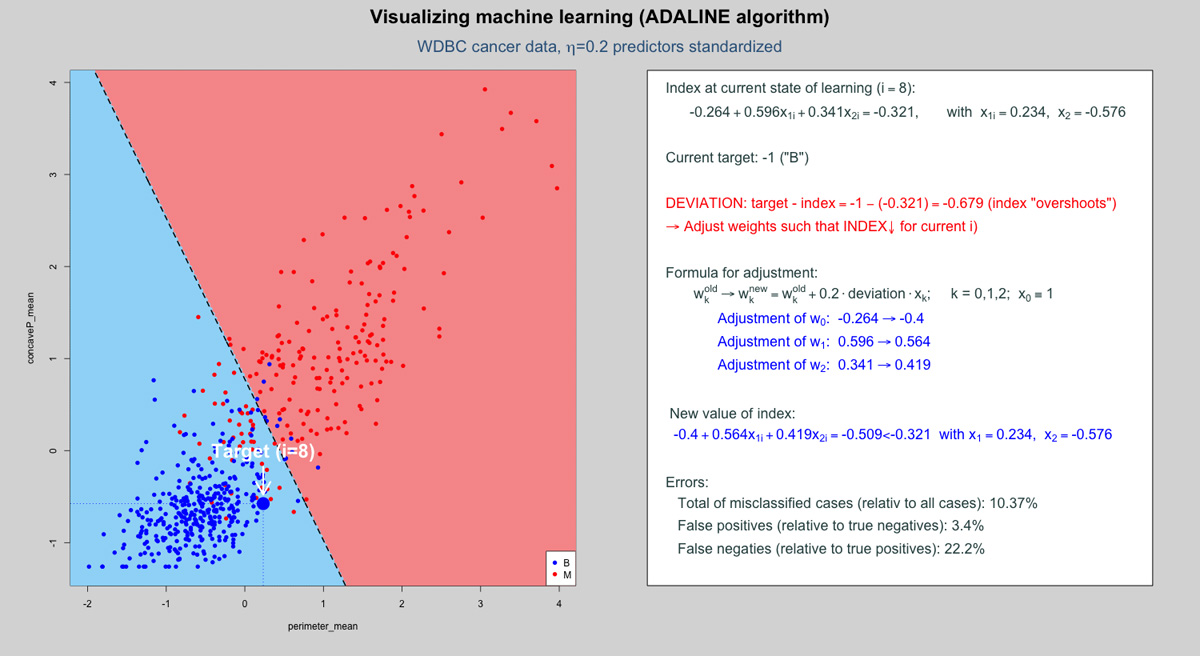 Visualizing machine learning (ADALINE algorithm)
WDBC cancer data, η=0.2 predictors standardized
4
3
2
1
0
-1
concaveP_mean
Target (i=8)
B
M
-2 -1 0 1 2 3 4
perimeter_mean
Index at current state of learning (i = 8):
-0.264 + 0.596x1i + 0.341x2i = -0.321, with x1i = 0.234, x2 = -0.576
Current target: -1 ("B")
DEVIATION: target - index = -1 − (-0.321) = -0.679 (index "overshoots")
→ Adjust weights such that INDEX↓ for current i)
Formula for adjustment:
wk^old → wk^new = wk^old + 0.2 · deviation · xk; k = 0,1,2; x0 ≡ 1
Adjustment of w0: -0.264 → -0.4
Adjustment of w1: 0.596 → 0.564
Adjustment of w2: 0.341 → 0.419
New value of index:
-0.4 + 0.564x1i + 0.419x2i = -0.509<-0.321 with x1 = 0.234, x2 = -0.576
Errors:
Total of misclassified cases (relativ to all cases): 10.37%
False positives (relative to true negatives): 3.4%
False negaties (relative to true positives): 22.2%